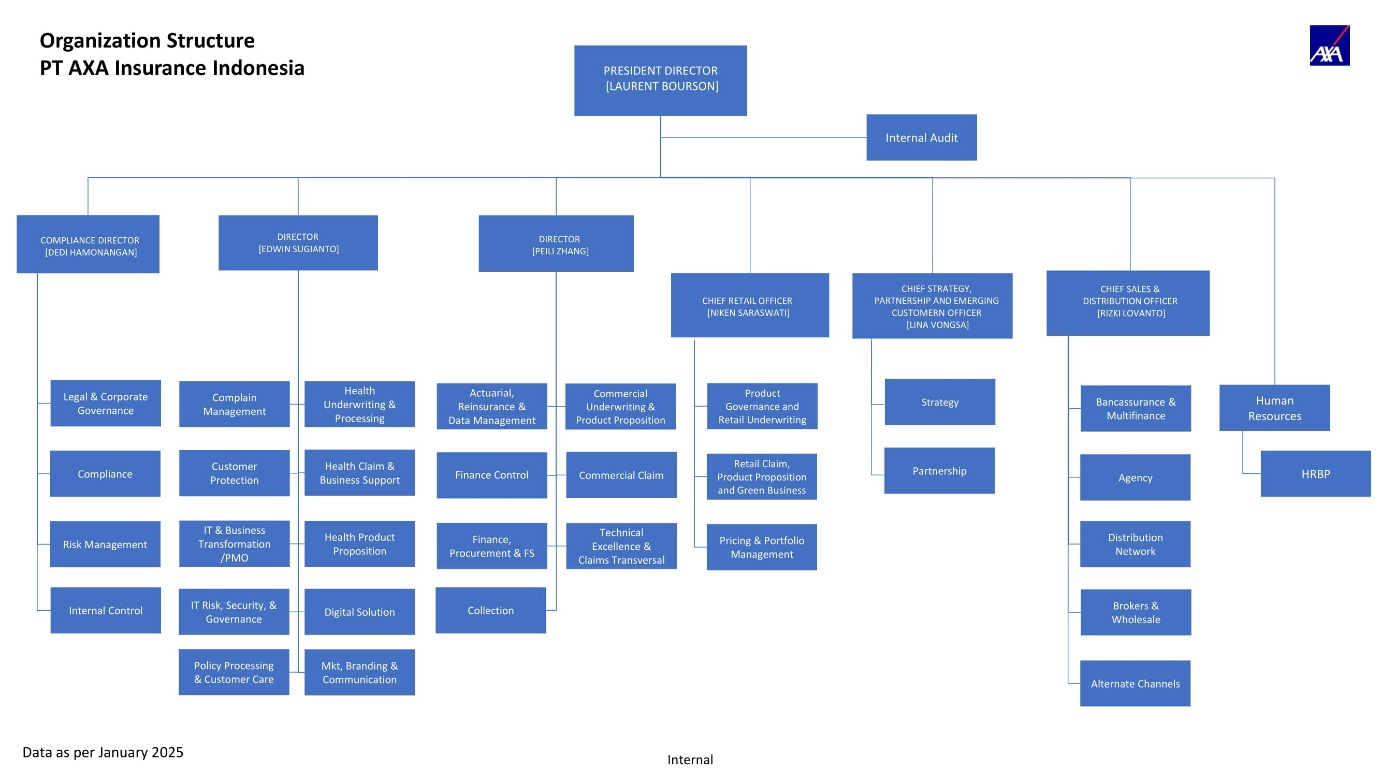 Organization Structure
PT AXA Insurance Indonesia
AXA
PRESIDENT DIRECTOR
[LAURENT BOURSON]
Internal Audit
COMPLIANCE DIRECTOR
[DEDI HAMONANGAN]
DIRECTOR
[EDWIN SUGIANTO]
DIRECTOR
[PEILI ZHANG]
CHIEF RETAIL OFFICER
[NIKEN SARASWATI]
CHIEF STRATEGY,
PARTNERSHIP AND EMERGING
CUSTOMERN OFFICER
[LINA VONGSA]
CHIEF SALES &
DISTRIBUTION OFFICER
[RIZKI LOVANTO]
Legal & Corporate
Governance
Compliance
Risk Management
Internal Control
Complain
Management
Customer
Protection
IT & Business
Transformation
/PMO
IT Risk, Security, &
Governance
Policy Processing
& Customer Care
Health
Underwriting &
Processing
Health Claim &
Business Support
Health Product
Proposition
Digital Solution
Mkt, Branding &
Communication
Actuarial,
Reinsurance &
Data Management
Finance Control
Finance,
Procurement & FS
Collection
Commercial
Underwriting &
Product Proposition
Commercial Claim
Technical
Excellence &
Claims Transversal
Product
Governance and
Retail Underwriting
Retail Claim,
Product Proposition
and Green Business
Pricing & Portfolio
Management
Strategy
Partnership
Bancassurance &
Multifinance
Agency
Distribution
Network
Brokers &
Wholesale
Alternate Channels
Human
Resources
HRBP
Data as per January 2025
Internal